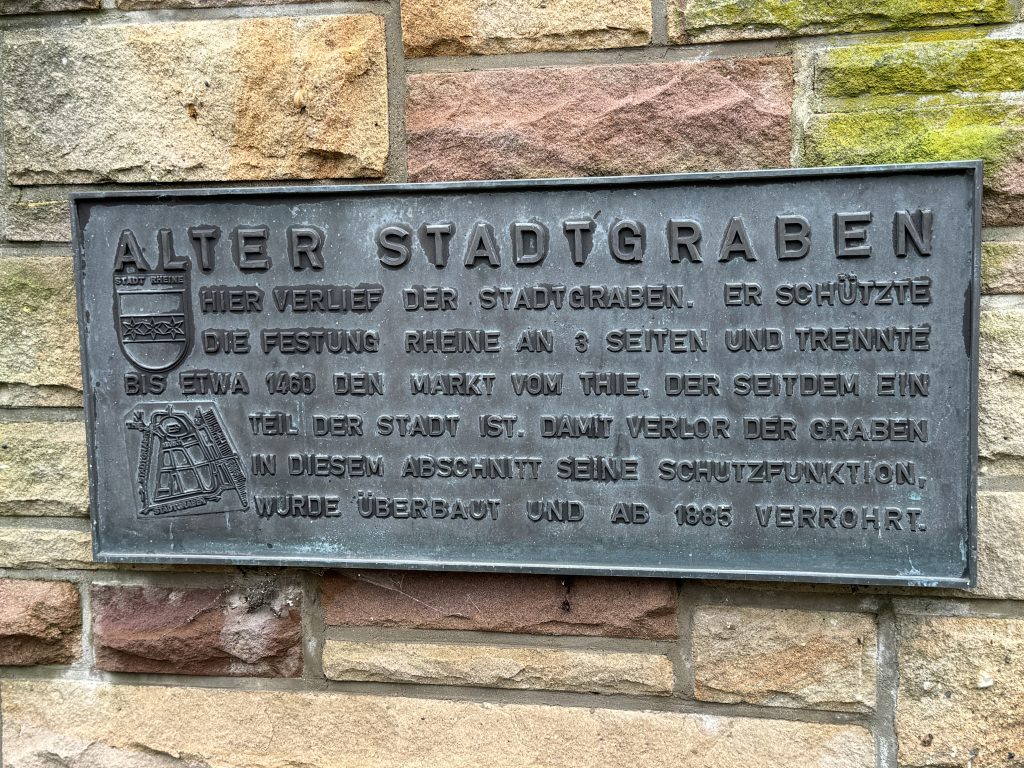 ALTER STADTGRABEN
STADT RHEINE
HIER VERLIEF DER STADTGRABEN. ER SCHÜTZTE
DIE FESTUNG RHEINE AN 3 SEITEN UND TRENNTE
BIS ETWA 1460 DEN MARKT VOM THIE, DER SEITDEM EIN
TEIL DER STADT IST. DAMIT VERLOR DER GRABEN
IN DIESEM ABSCHNITT SEINE SCHUTZFUNKTION,
WURDE ÜBERBAUT UND AB 1885 VERROHRT.